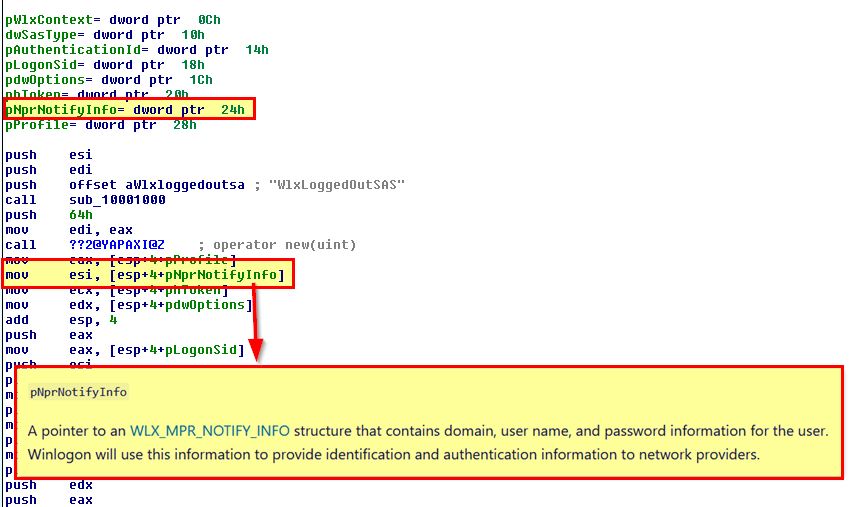 pWlxContext= dword ptr  0Ch
dwSasType= dword ptr  10h
pAuthenticationId= dword ptr  14h
pLogonSid= dword ptr  18h
pdwOptions= dword ptr  1Ch
phToken= dword ptr  20h
pNprNotifyInfo= dword ptr  24h
pProfile= dword ptr  28h
push    esi
push    edi
push    offset aWlxloggedoutsa ; "WlxLoggedOutSAS"
call    sub_10001000
push    64h
mov     edi, eax
call    ??2@YAPAXI@Z    ; operator new(uint)
mov     eax, [esp+4+pProfile]
mov     esi, [esp+4+pNprNotifyInfo]
mov     ecx, [esp+4+phToken]
mov     edx, [esp+4+pdwOptions]
add     esp, 4
push    eax
mov     eax, [esp+4+pLogonSid]
push    esi
pNprNotifyInfo
A pointer to an WLX_MPR_NOTIFY_INFO structure that contains domain, user name, and password information for the user.
Winlogon will use this information to provide identification and authentication information to network providers.
push    edx
push    eax